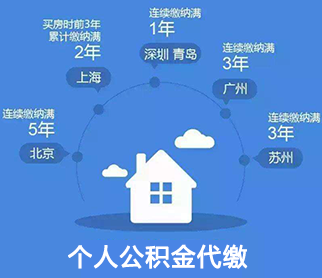 买房时前3年
累计缴纳满
2年
上海
连续缴纳满
1年
深圳 青岛
连续缴纳满
3年
广州
连续缴纳满
5年
北京
连续缴纳满
3年
苏州
个人公积金代缴